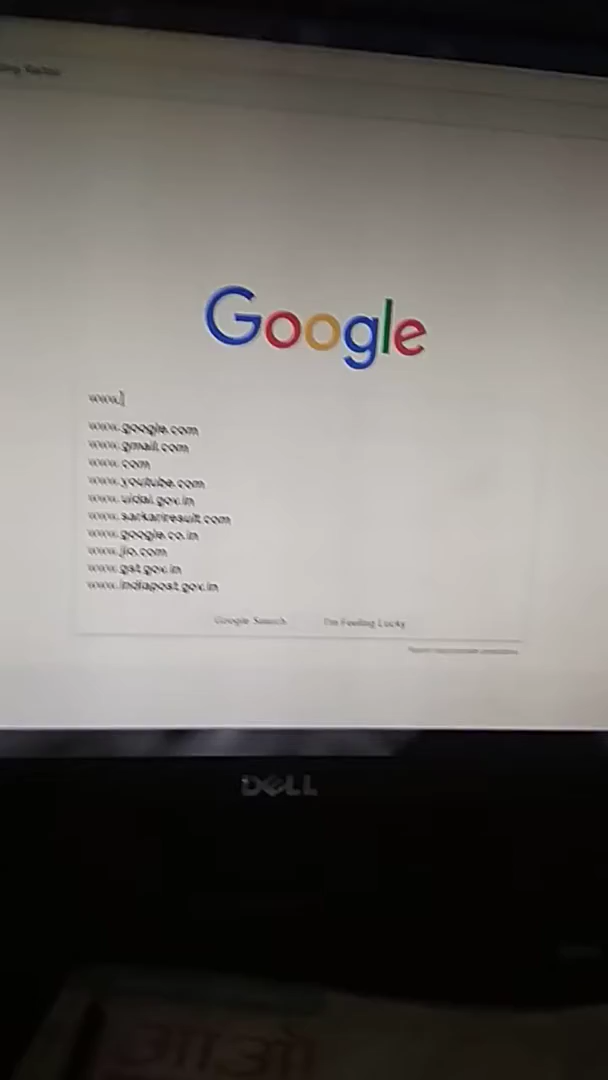 Google
www.
www.google.com
www.gmail.com
www.com
www.youtube.com
www.uidai.gov.in
www.sarkariresult.com
www.google.co.in
www.jio.com
www.gst.gov.in
www.indiapost.gov.in
Google Search I'm Feeling Lucky
DELL
आओ